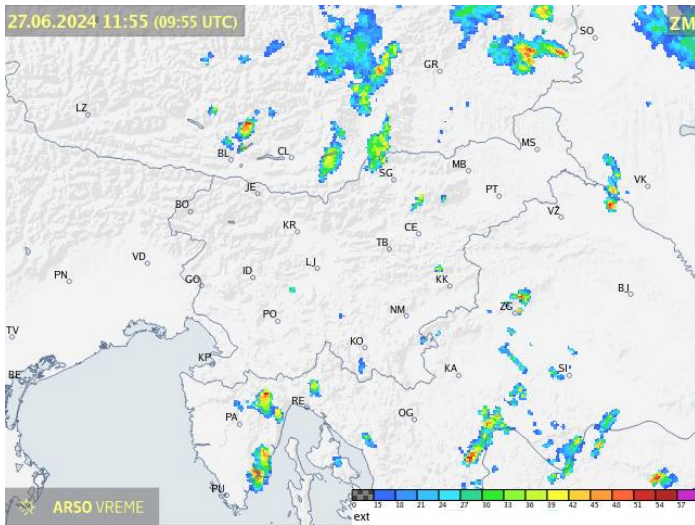 27.06.2024 11:55 (09:55 UTC)
ZM
SO
GR
LZ
MS
BL
CL
MB
SG
VK
JE
PT
BO
VŽ
KR
CE
TB
VD
LJ
PN
ID
GO
KK
BJ
NM
ZG
PO
TV
KO
KP
BE
KA
SI
RE
PA
OG
PU
ARSO VREME
0 15 18 21 24 27 30 33 36 39 42 45 48 51 54 57
ext